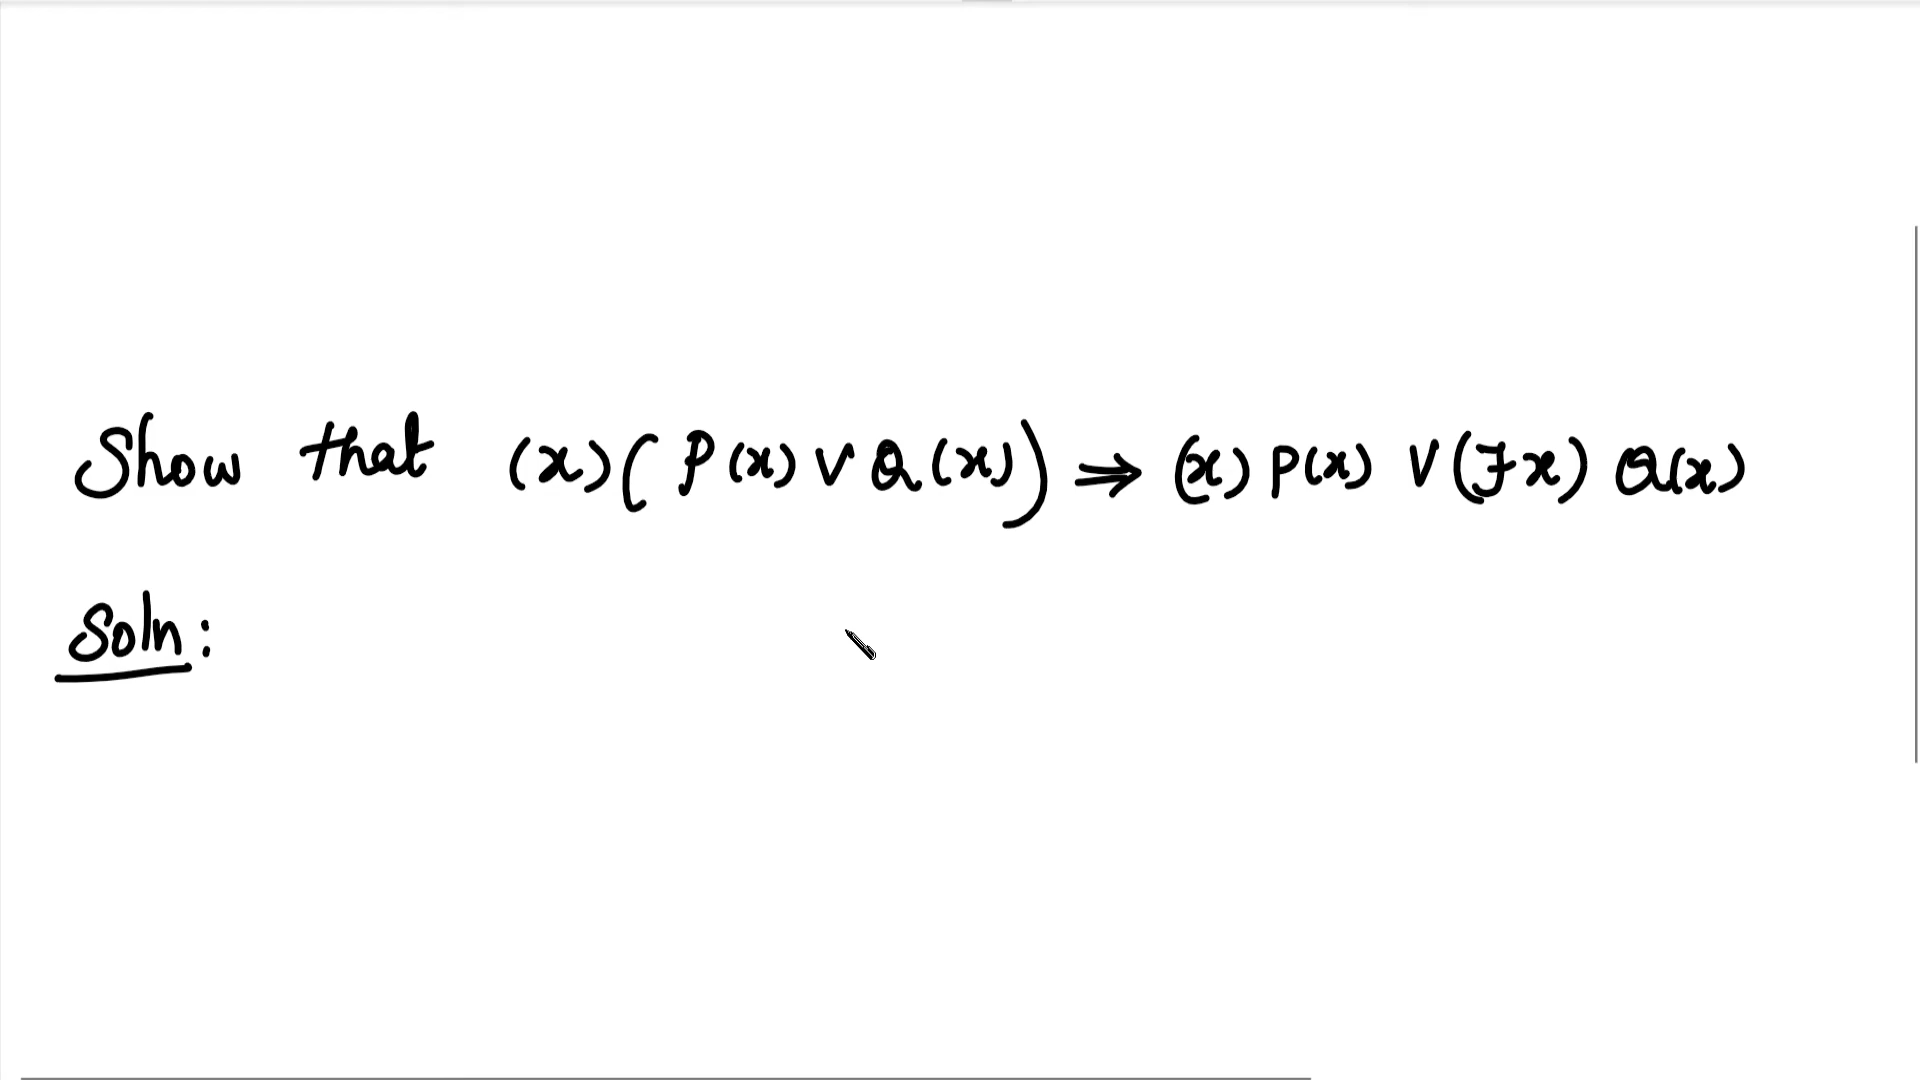 Show that (x)(P(x) ∨ Q(x)) ⇒ (x) P(x) ∨ (∃x) Q(x)
Soln: